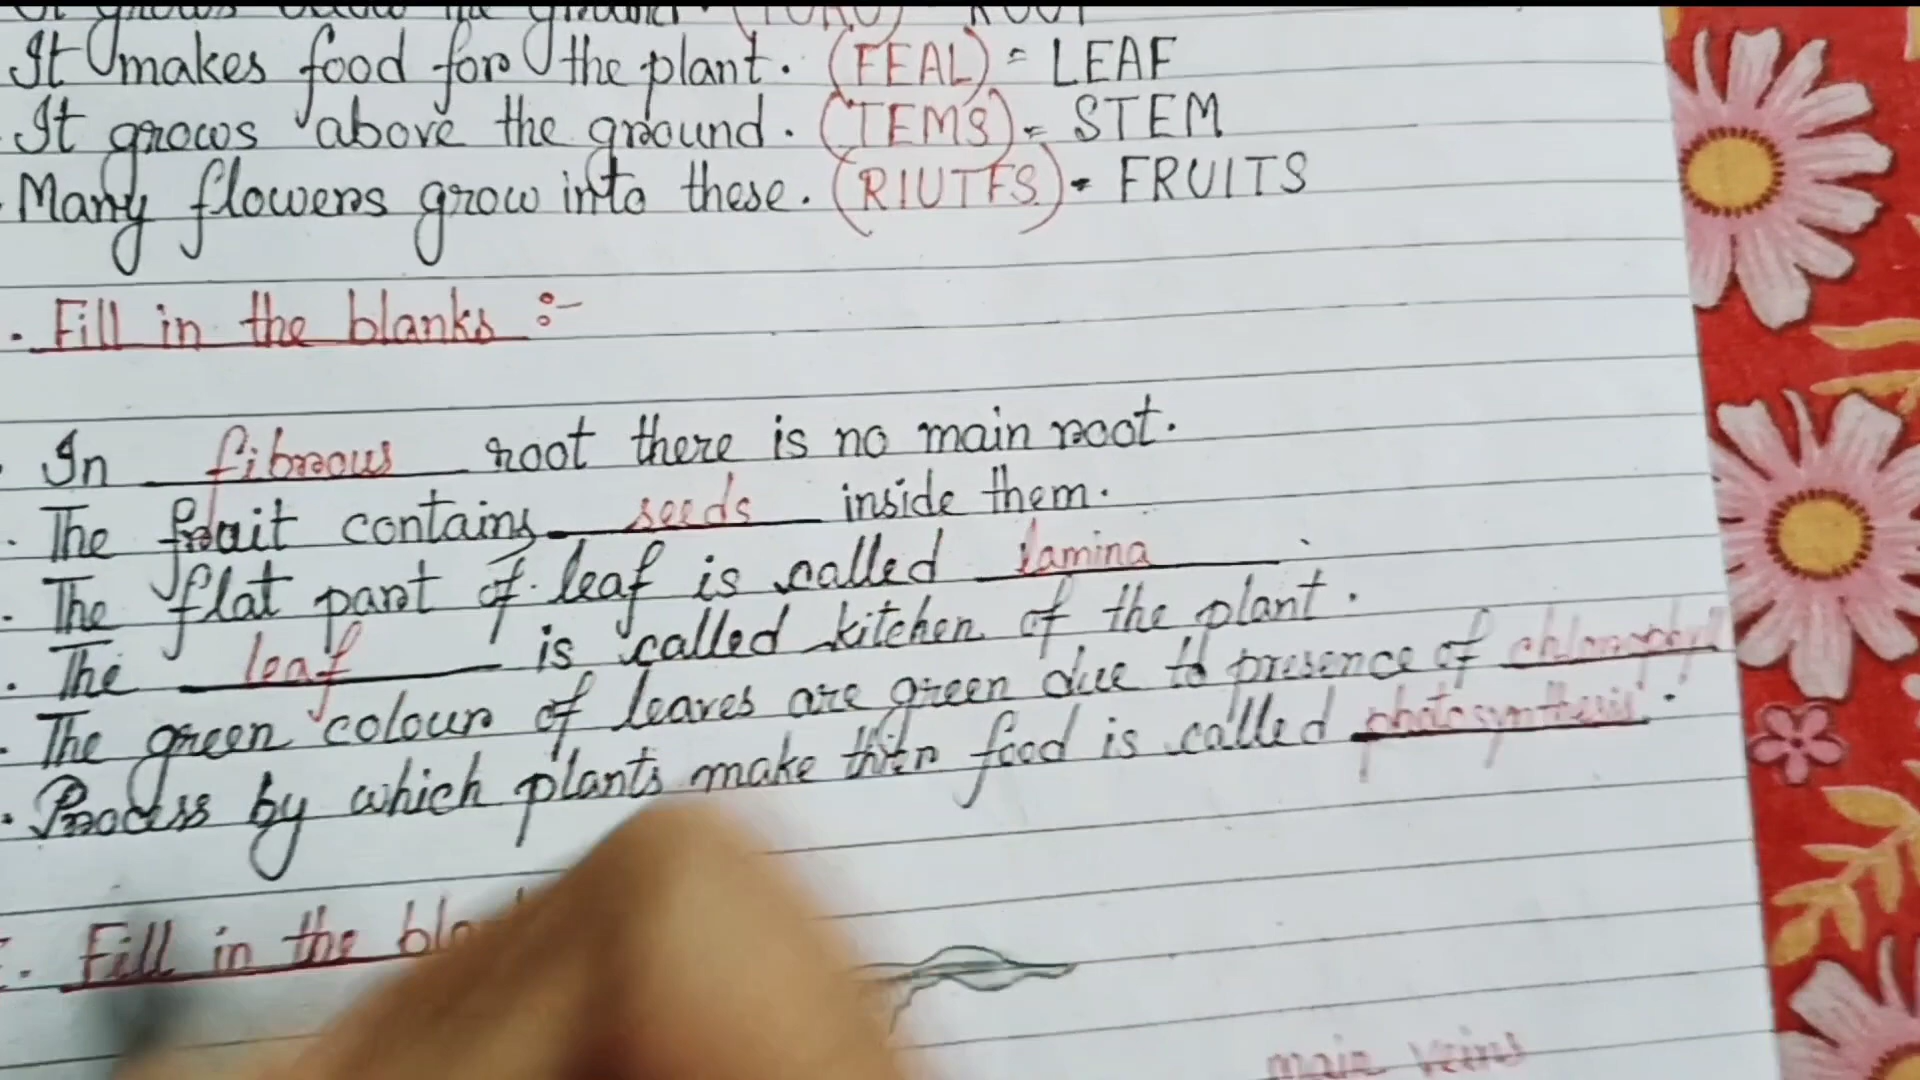 It makes food for the plant. (FEAL) = LEAF
It grows above the ground. (TEMS) = STEM
Many flowers grow into these. (RIUTFS) - FRUITS
Fill in the blanks :-
In fibrous root there is no main root.
The fruit contains seeds inside them.
The flat part of leaf is called lamina.
The leaf is called kitchen of the plant.
The green colour of leaves are green due to presence of chlorophyll
Process by which plants make their food is called photosynthesis.
Fill in the
main veins